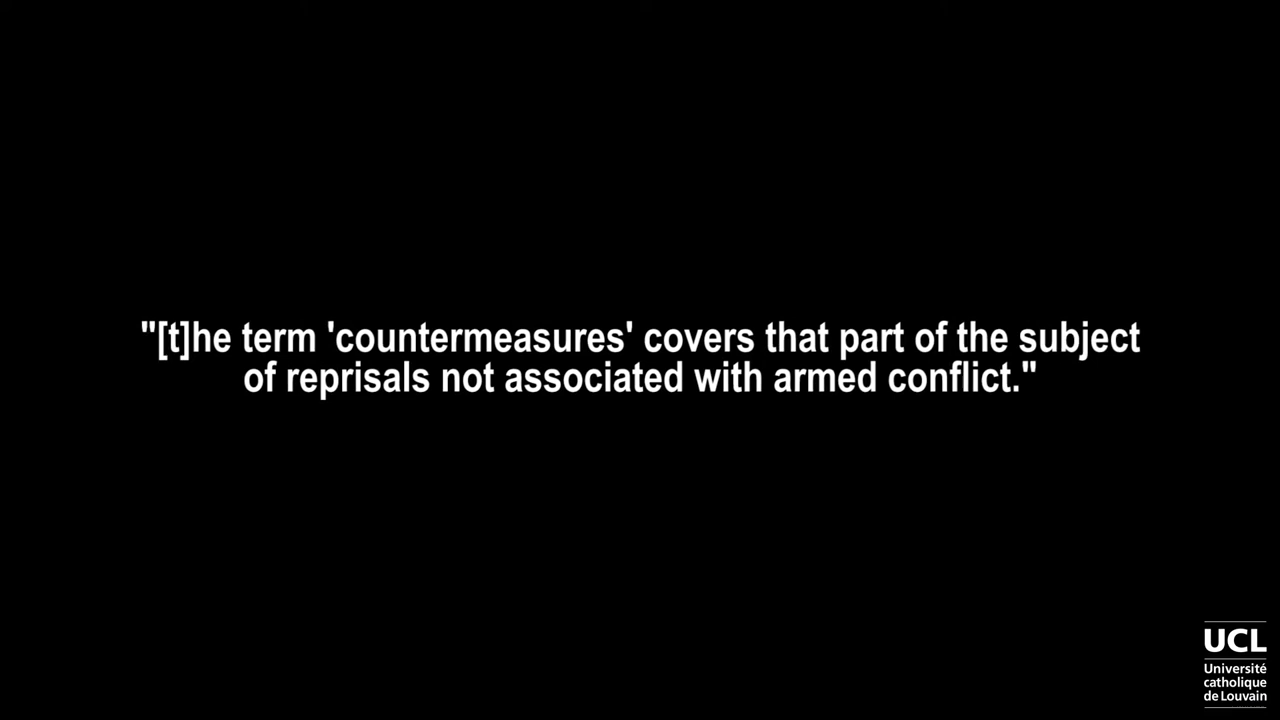 "[t]he term 'countermeasures' covers that part of the subject
of reprisals not associated with armed conflict."
UCL
Université
catholique
de Louvain